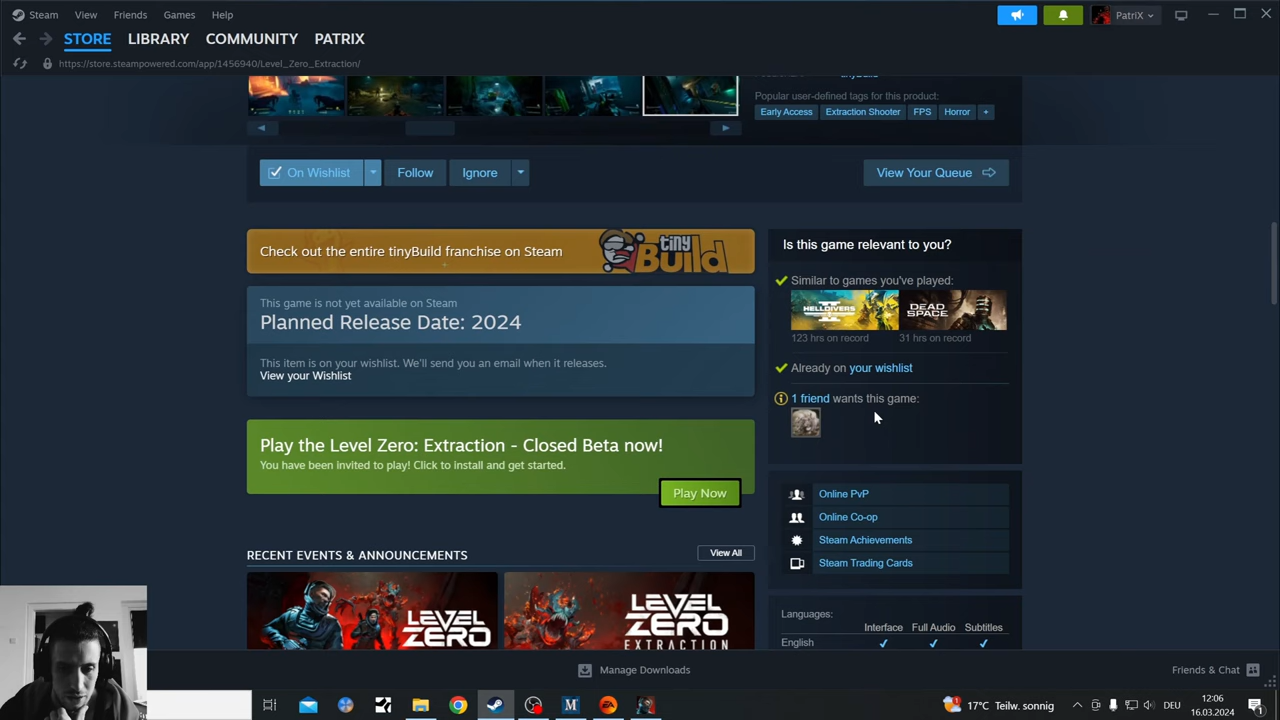 Steam View Friends Games Help
PatriX
STORE LIBRARY COMMUNITY PATRIX
https://store.steampowered.com/app/1456940/Level_Zero_Extraction/
Popular user-defined tags for this product:
Early Access Extraction Shooter FPS Horror +
On Wishlist Follow Ignore View Your Queue
Check out the entire tinyBuild franchise on Steam
tiny
Build
This game is not yet available on Steam
Planned Release Date: 2024
This item is on your wishlist. We'll send you an email when it releases.
View your Wishlist
Play the Level Zero: Extraction - Closed Beta now!
You have been invited to play! Click to install and get started.
Play Now
RECENT EVENTS & ANNOUNCEMENTS View All
LEVEL
ZERO
LEVEL
ZERO
EXTRACTION
Is this game relevant to you?
Similar to games you've played:
HELLDIVERS II
DEAD SPACE
123 hrs on record 31 hrs on record
Already on your wishlist
1 friend wants this game:
Online PvP
Online Co-op
Steam Achievements
Steam Trading Cards
Languages:
Interface Full Audio Subtitles
English
Manage Downloads
Friends & Chat
17°C Teilw. sonnig
DEU
12:06
16.03.2024